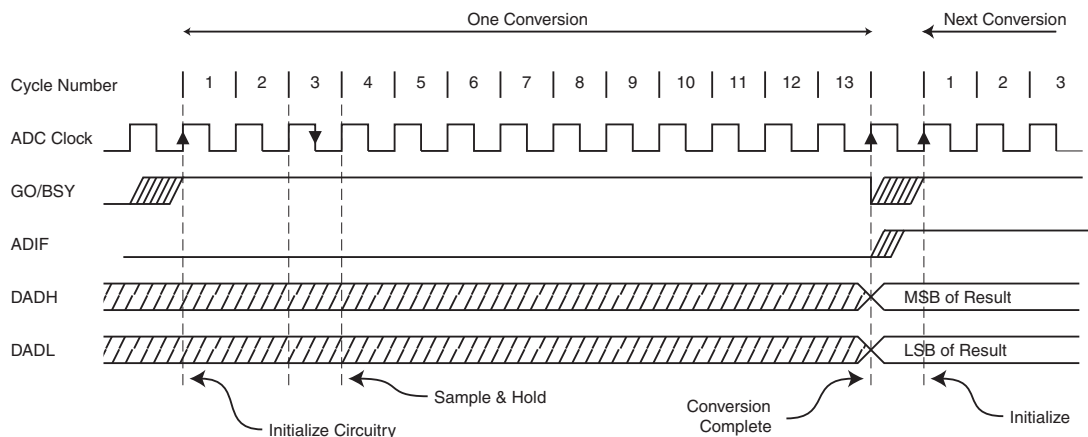 One Conversion
Next Conversion
Cycle Number 1 2 3 4 5 6 7 8 9 10 11 12 13 1 2 3
ADC Clock
GO/BSY
ADIF
DADH MSB of Result
DADL LSB of Result
Initialize Circuitry
Sample & Hold
Conversion
Complete
Initialize